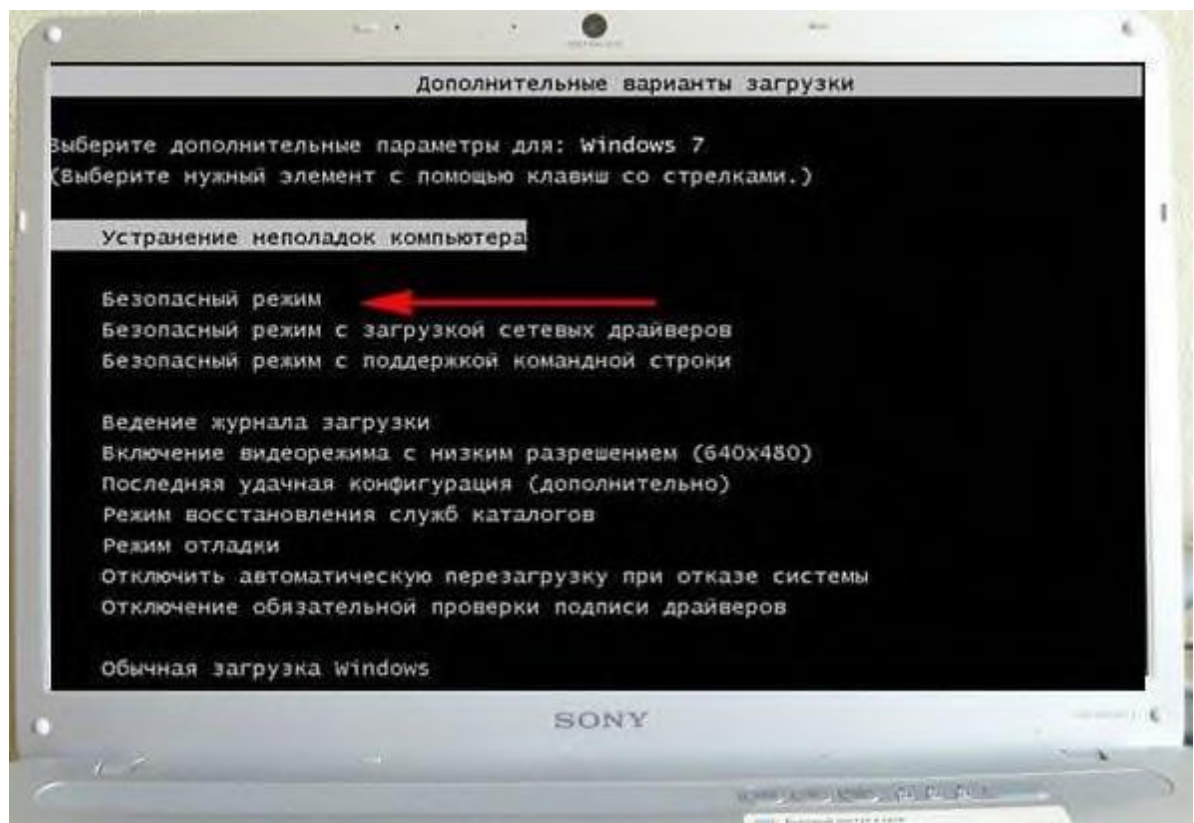 Дополнительные варианты загрузки
Выберите дополнительные параметры для: Windows 7
(Выберите нужный элемент с помощью клавиш со стрелками.)
Устранение неполадок компьютера
Безопасный режим
Безопасный режим с загрузкой сетевых драйверов
Безопасный режим с поддержкой командной строки
Ведение журнала загрузки
Включение видеорежима с низким разрешением (640x480)
Последняя удачная конфигурация (дополнительно)
Режим восстановления служб каталогов
Режим отладки
Отключить автоматическую перезагрузку при отказе системы
Отключение обязательной проверки подписи драйверов
Обычная загрузка Windows
SONY